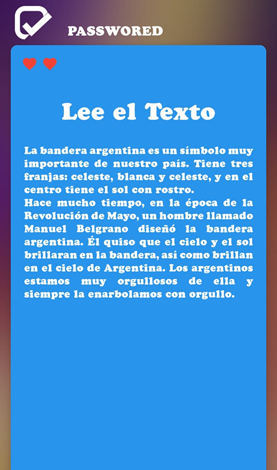 PASSWORED
Lee el Texto
La bandera argentina es un símbolo muy
importante de nuestro país. Tiene tres
franjas: celeste, blanca y celeste, y en el
centro tiene el sol con rostro.
Hace mucho tiempo, en la época de la
Revolución de Mayo, un hombre llamado
Manuel Belgrano diseñó la bandera
argentina. Él quiso que el cielo y el sol
brillaran en la bandera, así como brillan
en el cielo de Argentina. Los argentinos
estamos muy orgullosos de ella y
siempre la enarbolamos con orgullo.